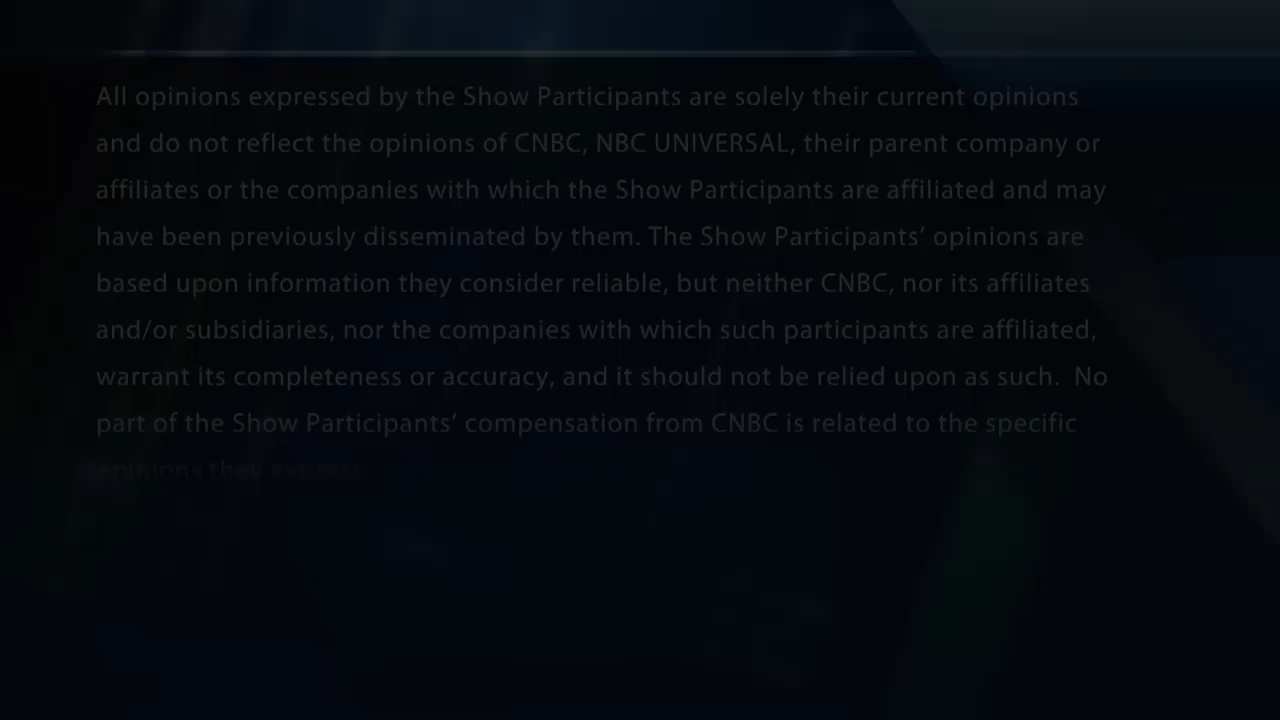 All opinions expressed by the Show Participants are solely their current opinions
and do not reflect the opinions of CNBC, NBC UNIVERSAL, their parent company or
affiliates or the companies with which the Show Participants are affiliated and may
have been previously disseminated by them. The Show Participants’ opinions are
based upon information they consider reliable, but neither CNBC, nor its affiliates
and/or subsidiaries, nor the companies with which such participants are affiliated,
warrant its completeness or accuracy, and it should not be relied upon as such.  No
part of the Show Participants’ compensation from CNBC is related to the specific
opinions they express.